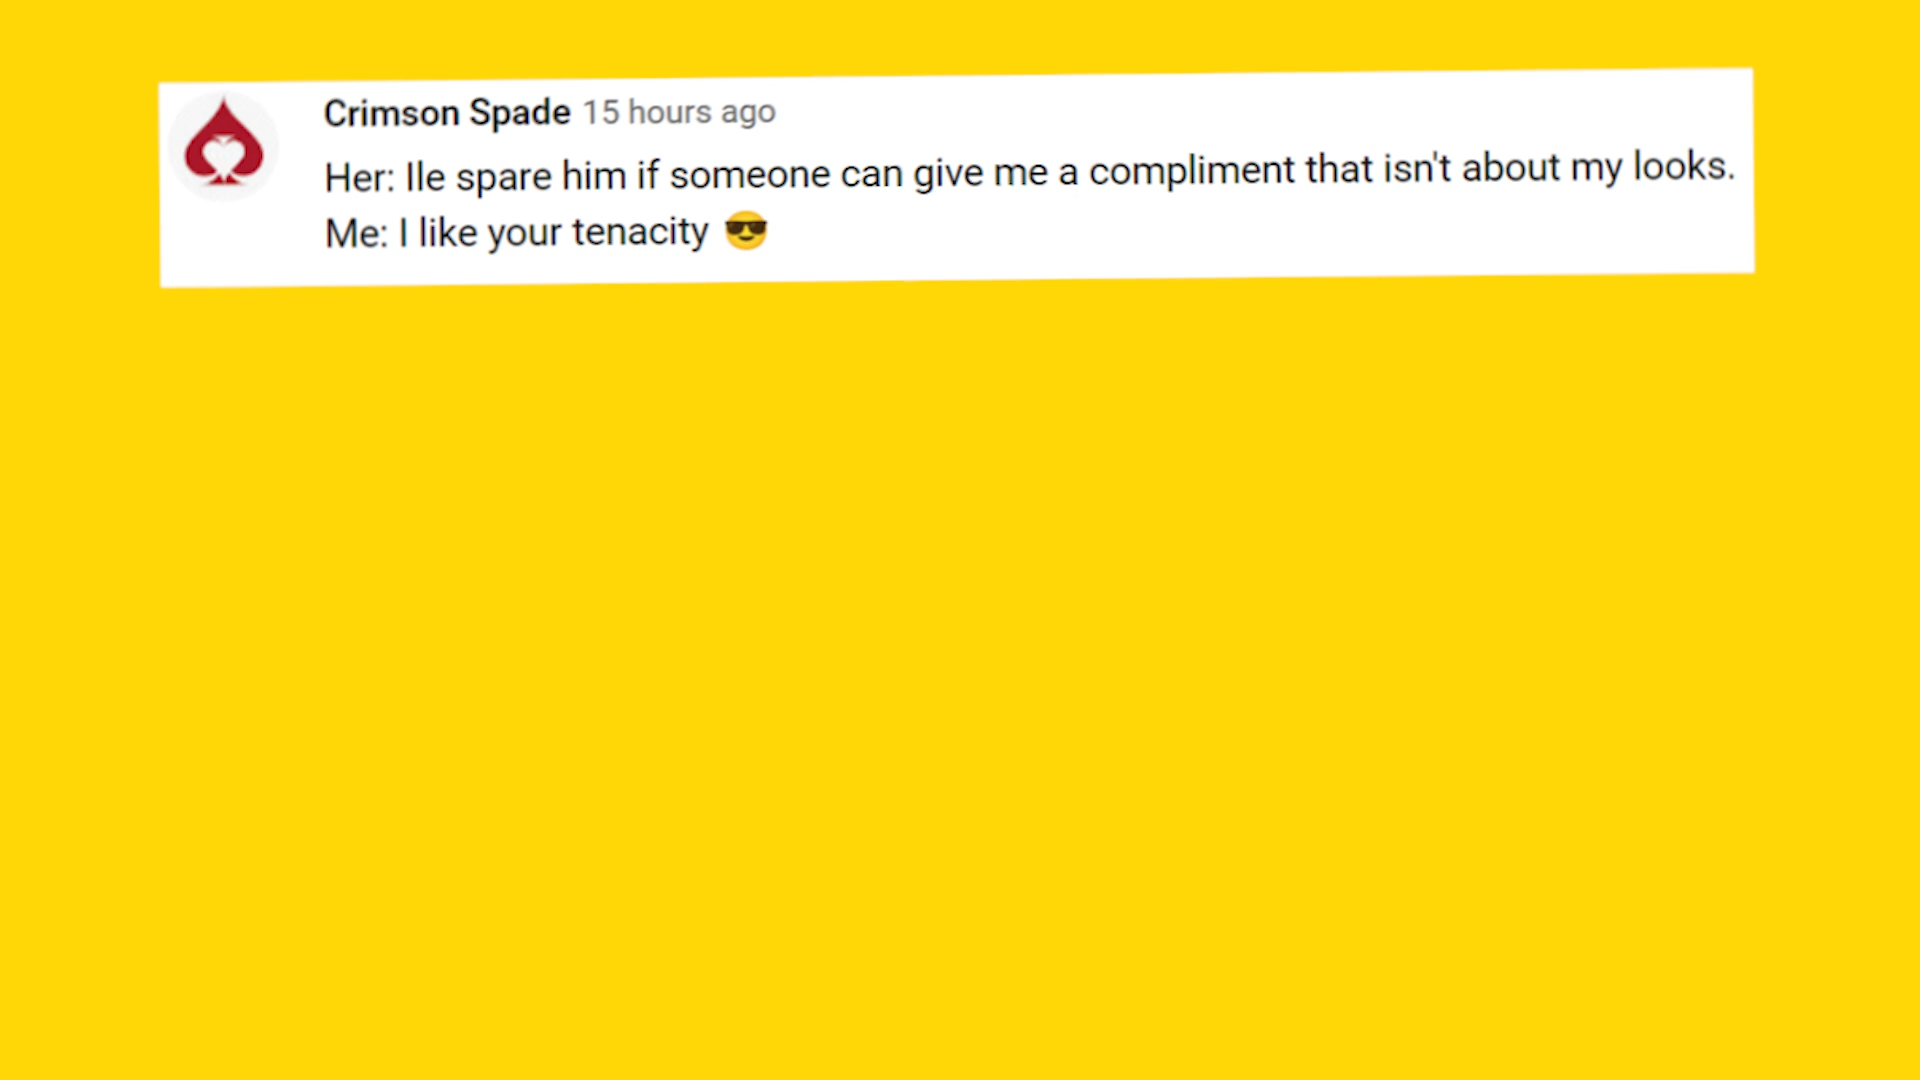 Crimson Spade 15 hours ago
Her: Ile spare him if someone can give me a compliment that isn't about my looks.
Me: I like your tenacity 😎